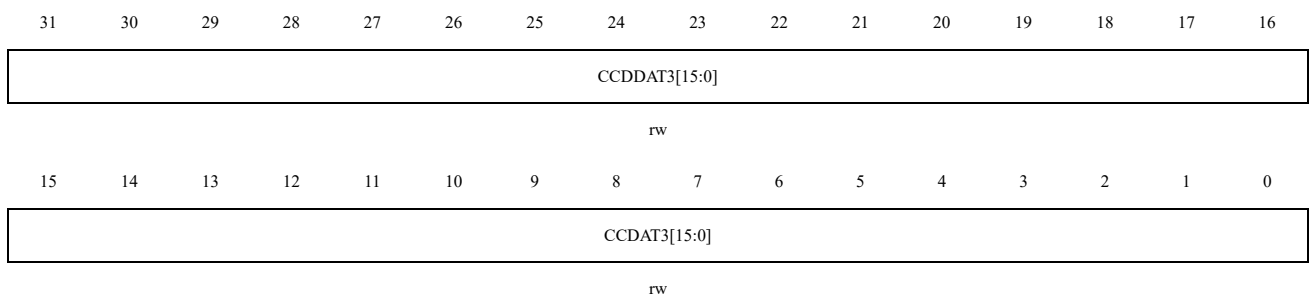 31 30 29 28 27 26 25 24 23 22 21 20 19 18 17 16
CCDDAT3[15:0]
rw
15 14 13 12 11 10 9 8 7 6 5 4 3 2 1 0
CCDAT3[15:0]
rw